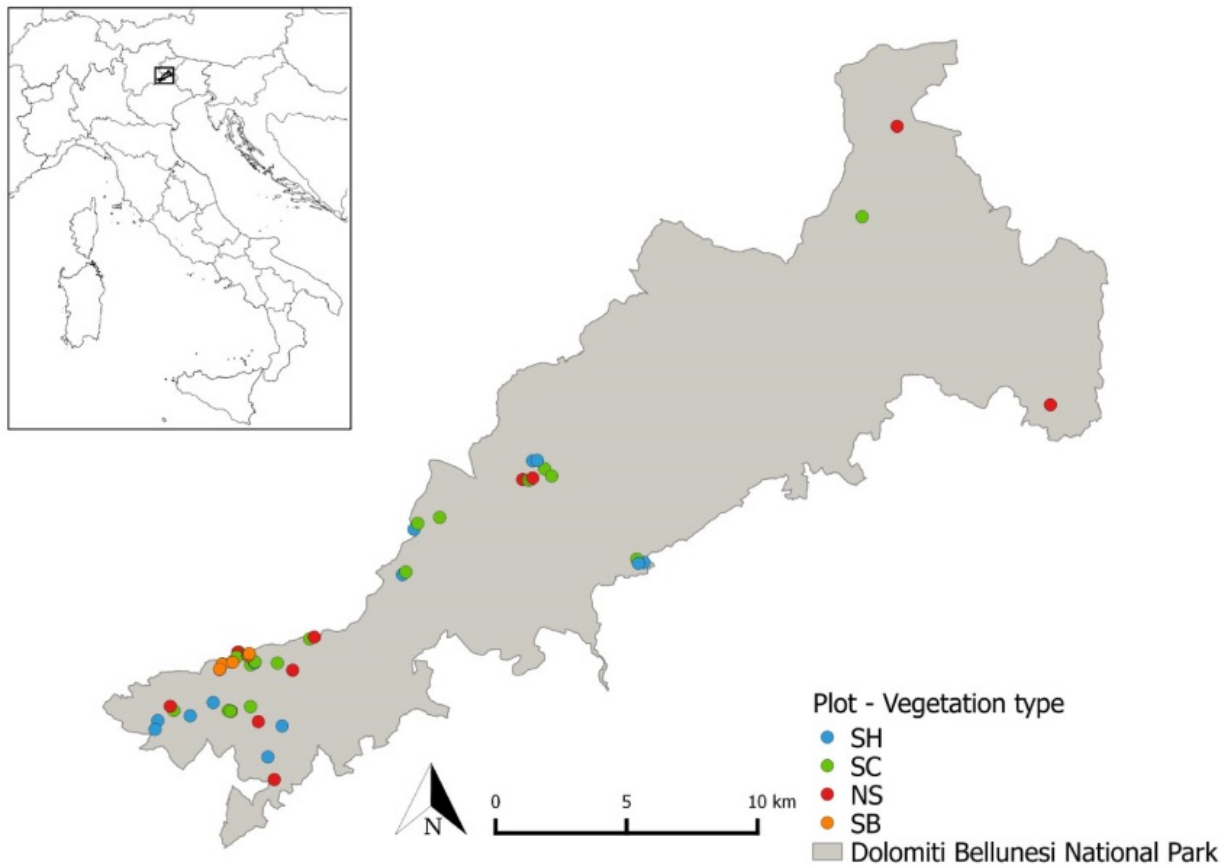 Plot - Vegetation type
SH
SC
NS
SB
Dolomiti Bellunesi National Park
N
0 5 10 km